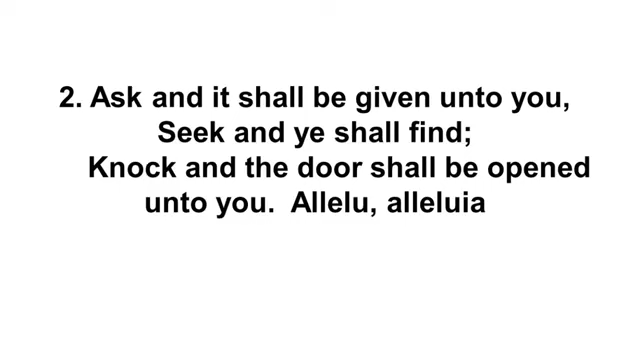 2. Ask and it shall be given unto you,
Seek and ye shall find;
Knock and the door shall be opened
unto you.  Allelu, alleluia